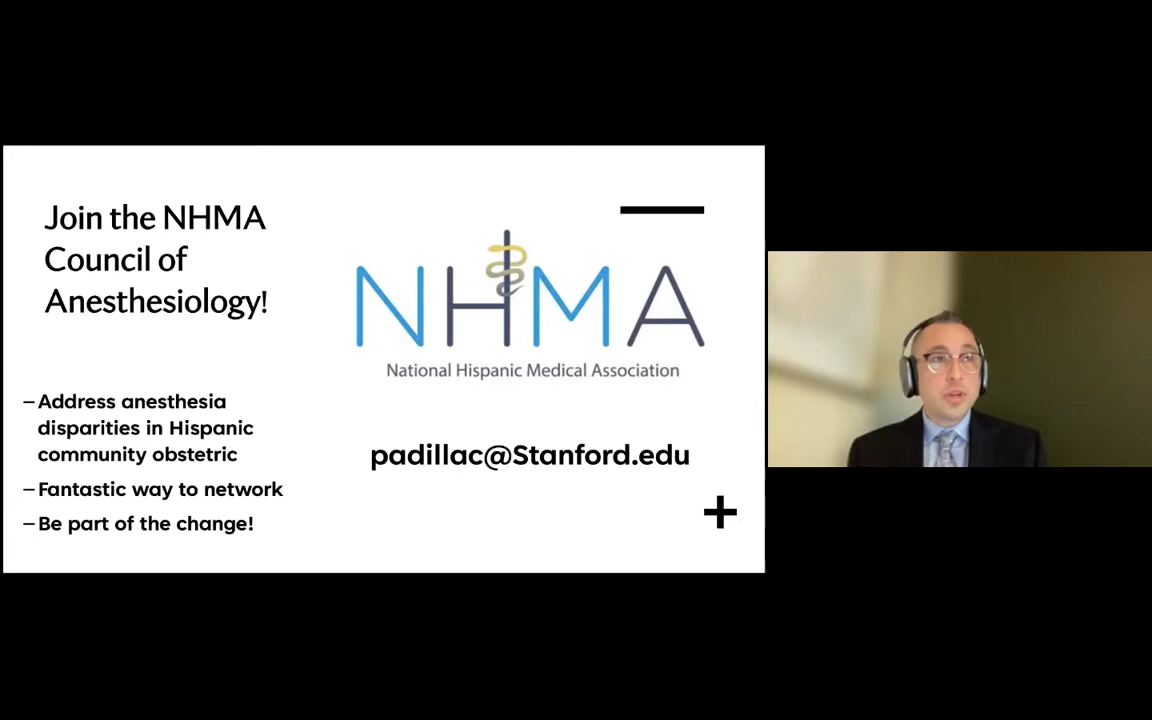 Join the NHMA
Council of
Anesthesiology!
– Address anesthesia
disparities in Hispanic
community obstetric
– Fantastic way to network
– Be part of the change!
NHMA
National Hispanic Medical Association
padillac@Stanford.edu